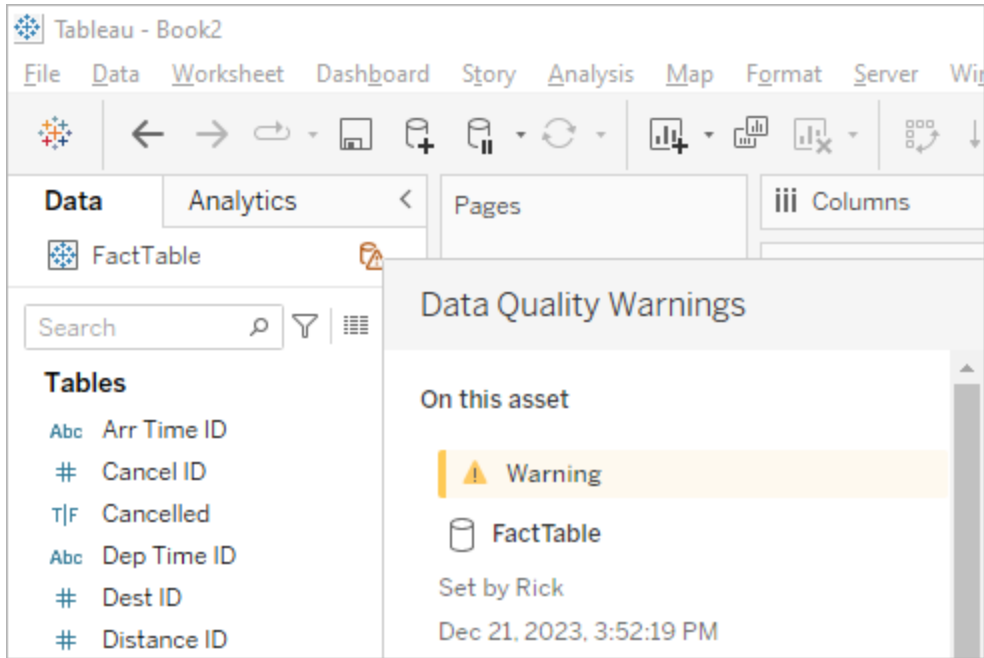 Tableau - Book2
File Data Worksheet Dashboard Story Analysis Map Format Server
Data Analytics
Pages
Columns
FactTable
Search
Tables
Abc Arr Time ID
# Cancel ID
T|F Cancelled
Abc Dep Time ID
# Dest ID
# Distance ID
Data Quality Warnings
On this asset
Warning
FactTable
Set by Rick
Dec 21, 2023, 3:52:19 PM